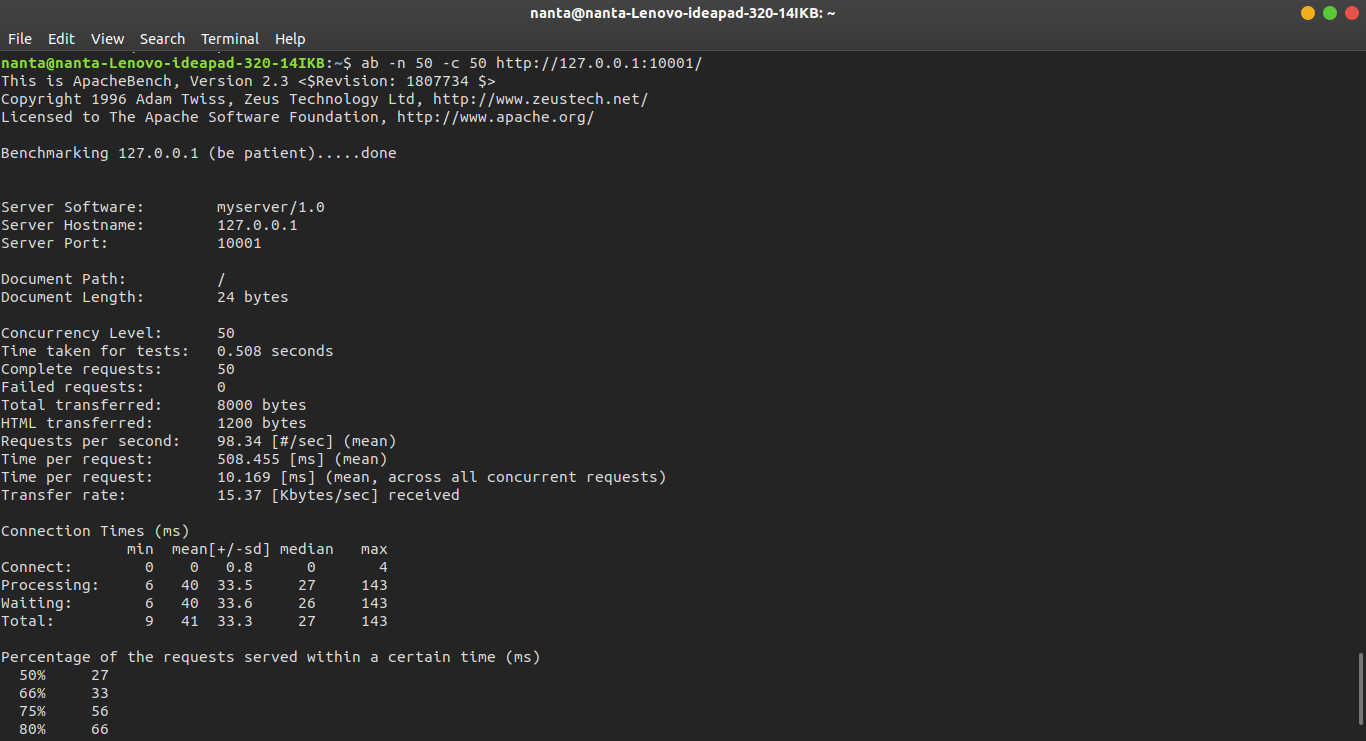 nanta@nanta-Lenovo-ideapad-320-14IKB: ~
File Edit View Search Terminal Help
nanta@nanta-Lenovo-ideapad-320-14IKB:~$ ab -n 50 -c 50 http://127.0.0.1:10001/
This is ApacheBench, Version 2.3 <$Revision: 1807734 $>
Copyright 1996 Adam Twiss, Zeus Technology Ltd, http://www.zeustech.net/
Licensed to The Apache Software Foundation, http://www.apache.org/

Benchmarking 127.0.0.1 (be patient).....done


Server Software:        myserver/1.0
Server Hostname:        127.0.0.1
Server Port:            10001

Document Path:          /
Document Length:        24 bytes

Concurrency Level:      50
Time taken for tests:   0.508 seconds
Complete requests:      50
Failed requests:        0
Total transferred:      8000 bytes
HTML transferred:       1200 bytes
Requests per second:    98.34 [#/sec] (mean)
Time per request:       508.455 [ms] (mean)
Time per request:       10.169 [ms] (mean, across all concurrent requests)
Transfer rate:          15.37 [Kbytes/sec] received

Connection Times (ms)
              min  mean[+/-sd] median   max
Connect:        0    0   0.8      0       4
Processing:     6   40  33.5     27     143
Waiting:        6   40  33.6     26     143
Total:          9   41  33.3     27     143

Percentage of the requests served within a certain time (ms)
  50%     27
  66%     33
  75%     56
  80%     66